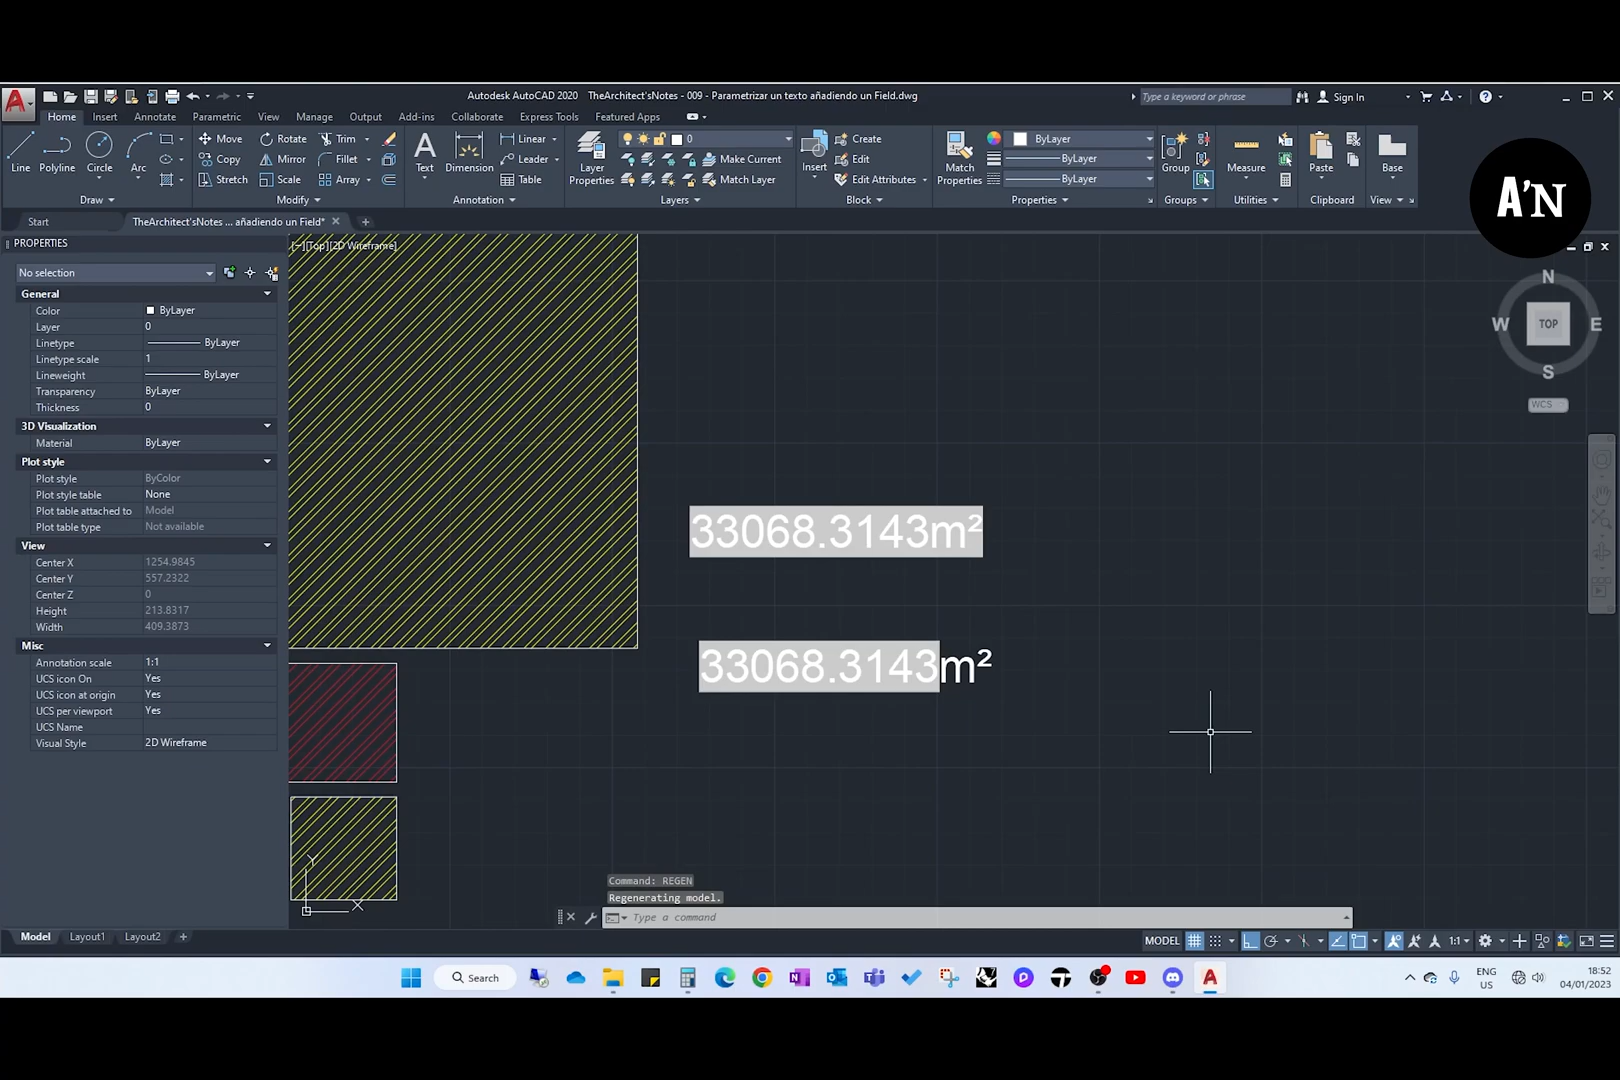 Autodesk AutoCAD 2020 TheArchitect'sNotes - 009 - Parametrizar un texto añadiendo un Field.dwg
Type a keyword or phrase
Sign In
Home Insert Annotate Parametric View Manage Output Add-ins Collaborate Express Tools Featured Apps
Line
Polyline
Circle
Arc
Move
Copy
Stretch
Rotate
Mirror
Scale
Trim
Fillet
Array
Text
Dimension
Linear
Leader
Table
Layer
Properties
0
Make Current
Match Layer
Insert
Create
Edit
Edit Attributes
Match
Properties
ByLayer
ByLayer
ByLayer
Group
Measure
Paste
Base
Draw
Modify
Annotation
Layers
Block
Properties
Groups
Utilities
Clipboard
View
A'N
Start
TheArchitect'sNotes ... añadiendo un Field*
PROPERTIES
[−][Top][2D Wireframe]
No selection
General
Color ByLayer
Layer 0
Linetype ByLayer
Linetype scale 1
Lineweight ByLayer
Transparency ByLayer
Thickness 0
3D Visualization
Material ByLayer
Plot style
Plot style ByColor
Plot style table None
Plot table attached to Model
Plot table type Not available
View
Center X 1254.9845
Center Y 557.2322
Center Z 0
Height 213.8317
Width 409.3873
Misc
Annotation scale 1:1
UCS icon On Yes
UCS icon at origin Yes
UCS per viewport Yes
UCS Name
Visual Style 2D Wireframe
N
W
TOP
E
S
WCS
33068.3143m²
33068.3143m²
Y
X
Command: REGEN
Regenerating model.
Type a command
Model Layout1 Layout2
MODEL
1:1
Search
ENG
US
18:52
04/01/2023